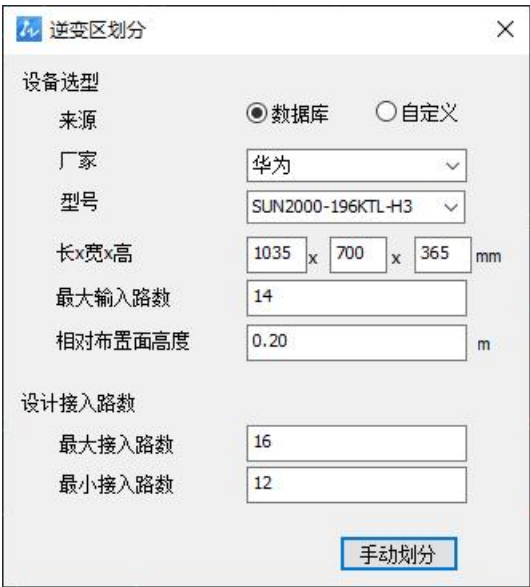 逆变区划分
设备选型
来源 数据库 自定义
厂家 华为
型号 SUN2000-196KTL-H3
长x宽x高 1035 x 700 x 365 mm
最大输入路数 14
相对布置面高度 0.20 m
设计接入路数
最大接入路数 16
最小接入路数 12
手动划分